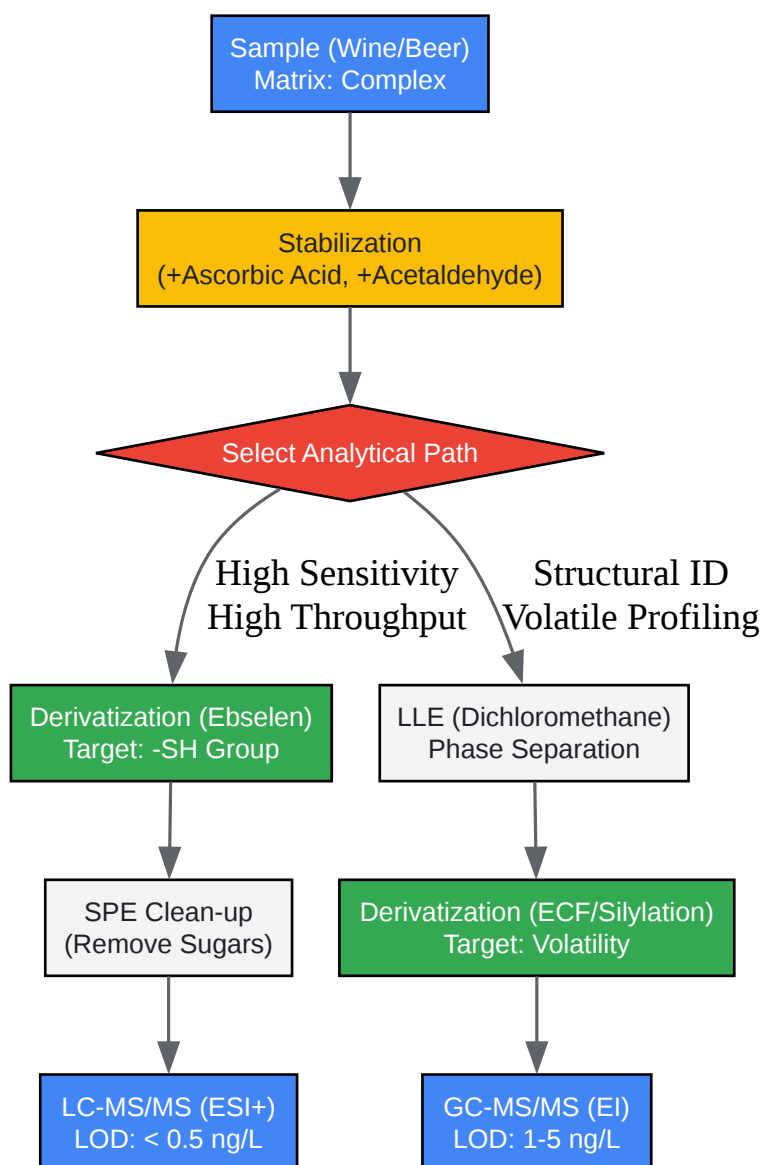 Sample (Wine/Beer)
Matrix: Complex
Stabilization
(+Ascorbic Acid, +Acetaldehyde)
Select Analytical Path
High Sensitivity
High Throughput
Structural ID
Volatile Profiling
Derivatization (Ebselen)
Target: -SH Group
LLE (Dichloromethane)
Phase Separation
SPE Clean-up
(Remove Sugars)
Derivatization (ECF/Silylation)
Target: Volatility
LC-MS/MS (ESI+)
LOD: < 0.5 ng/L
GC-MS/MS (EI)
LOD: 1-5 ng/L